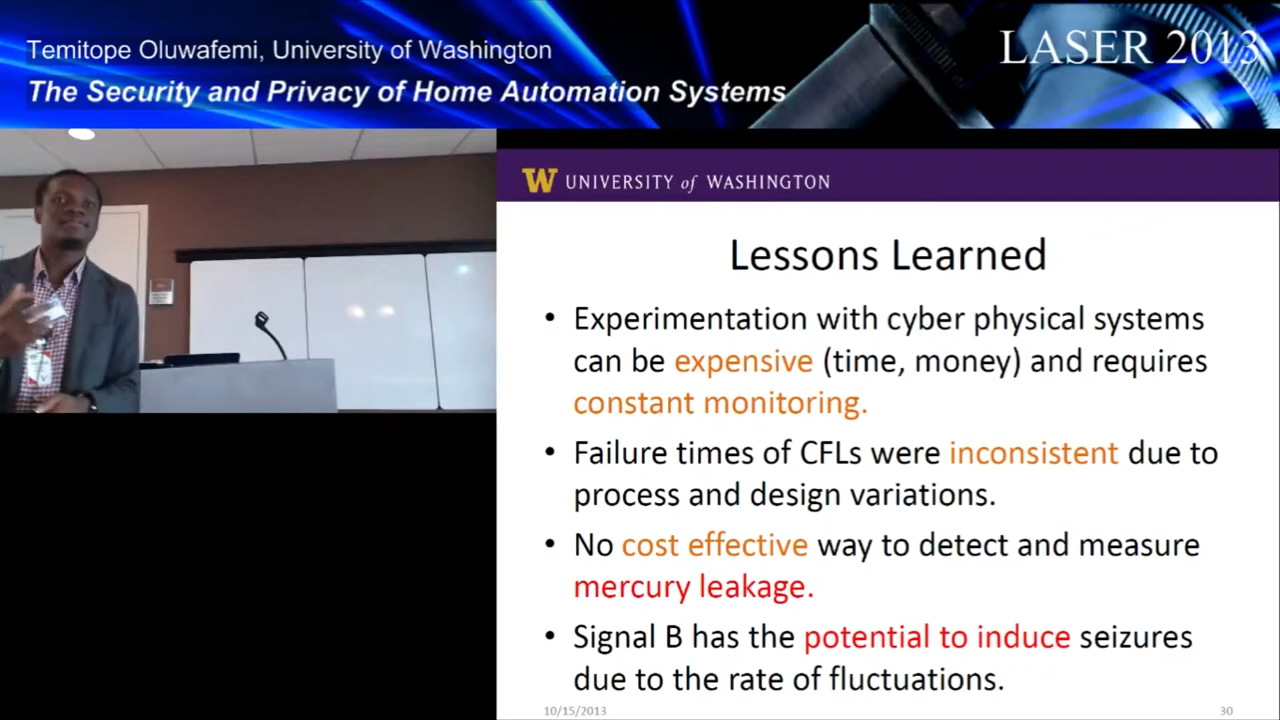 Temitope Oluwafemi, University of Washington
The Security and Privacy of Home Automation Systems
LASER 2013
W UNIVERSITY of WASHINGTON
Lessons Learned
• Experimentation with cyber physical systems
can be expensive (time, money) and requires
constant monitoring.
• Failure times of CFLs were inconsistent due to
process and design variations.
• No cost effective way to detect and measure
mercury leakage.
• Signal B has the potential to induce seizures
due to the rate of fluctuations.
10/15/2013
30